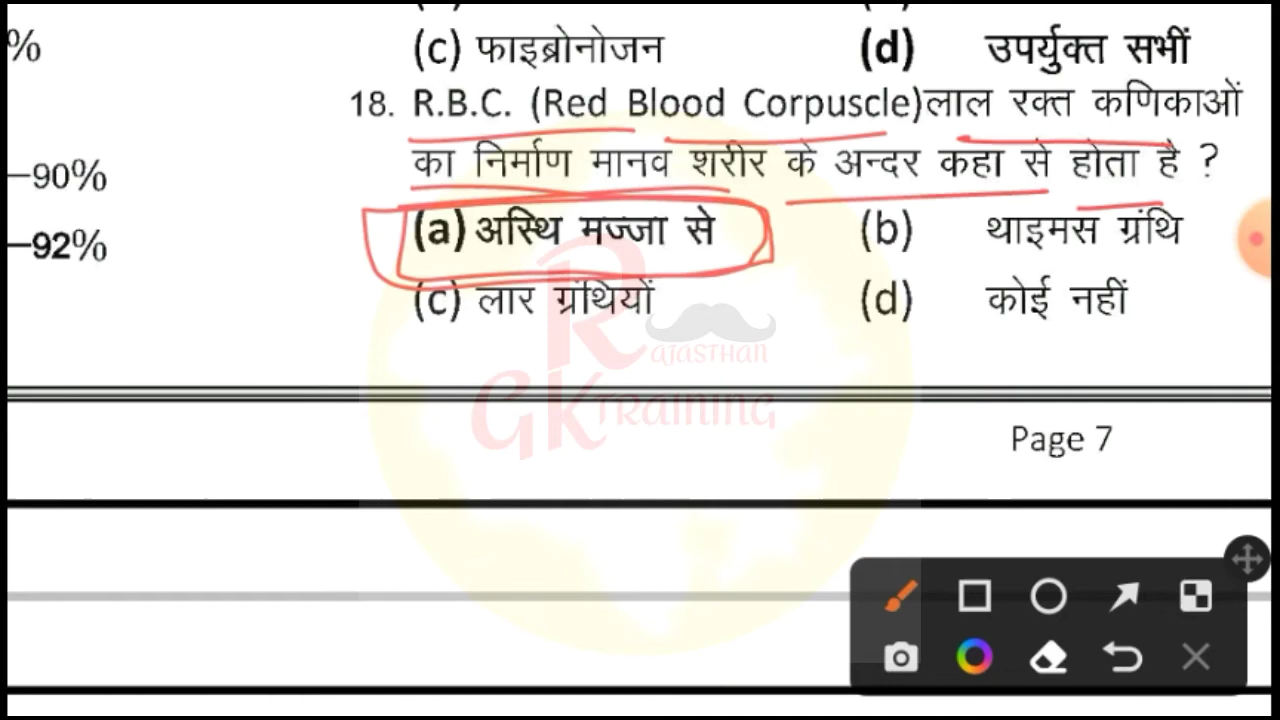 %
(c) फाइब्रोनोजन (d) उपर्युक्त सभीं
18. R.B.C. (Red Blood Corpuscle)लाल रक्त कणिकाओं
–90%
का निर्माण मानव शरीर के अन्दर कहा से होता है ?
–92%
(a) अस्थि मज्जा से (b) थाइमस ग्रंथि
(c) लार ग्रंथियों (d) कोई नहीं
RAJASTHAN
GK TRAINING
Page 7